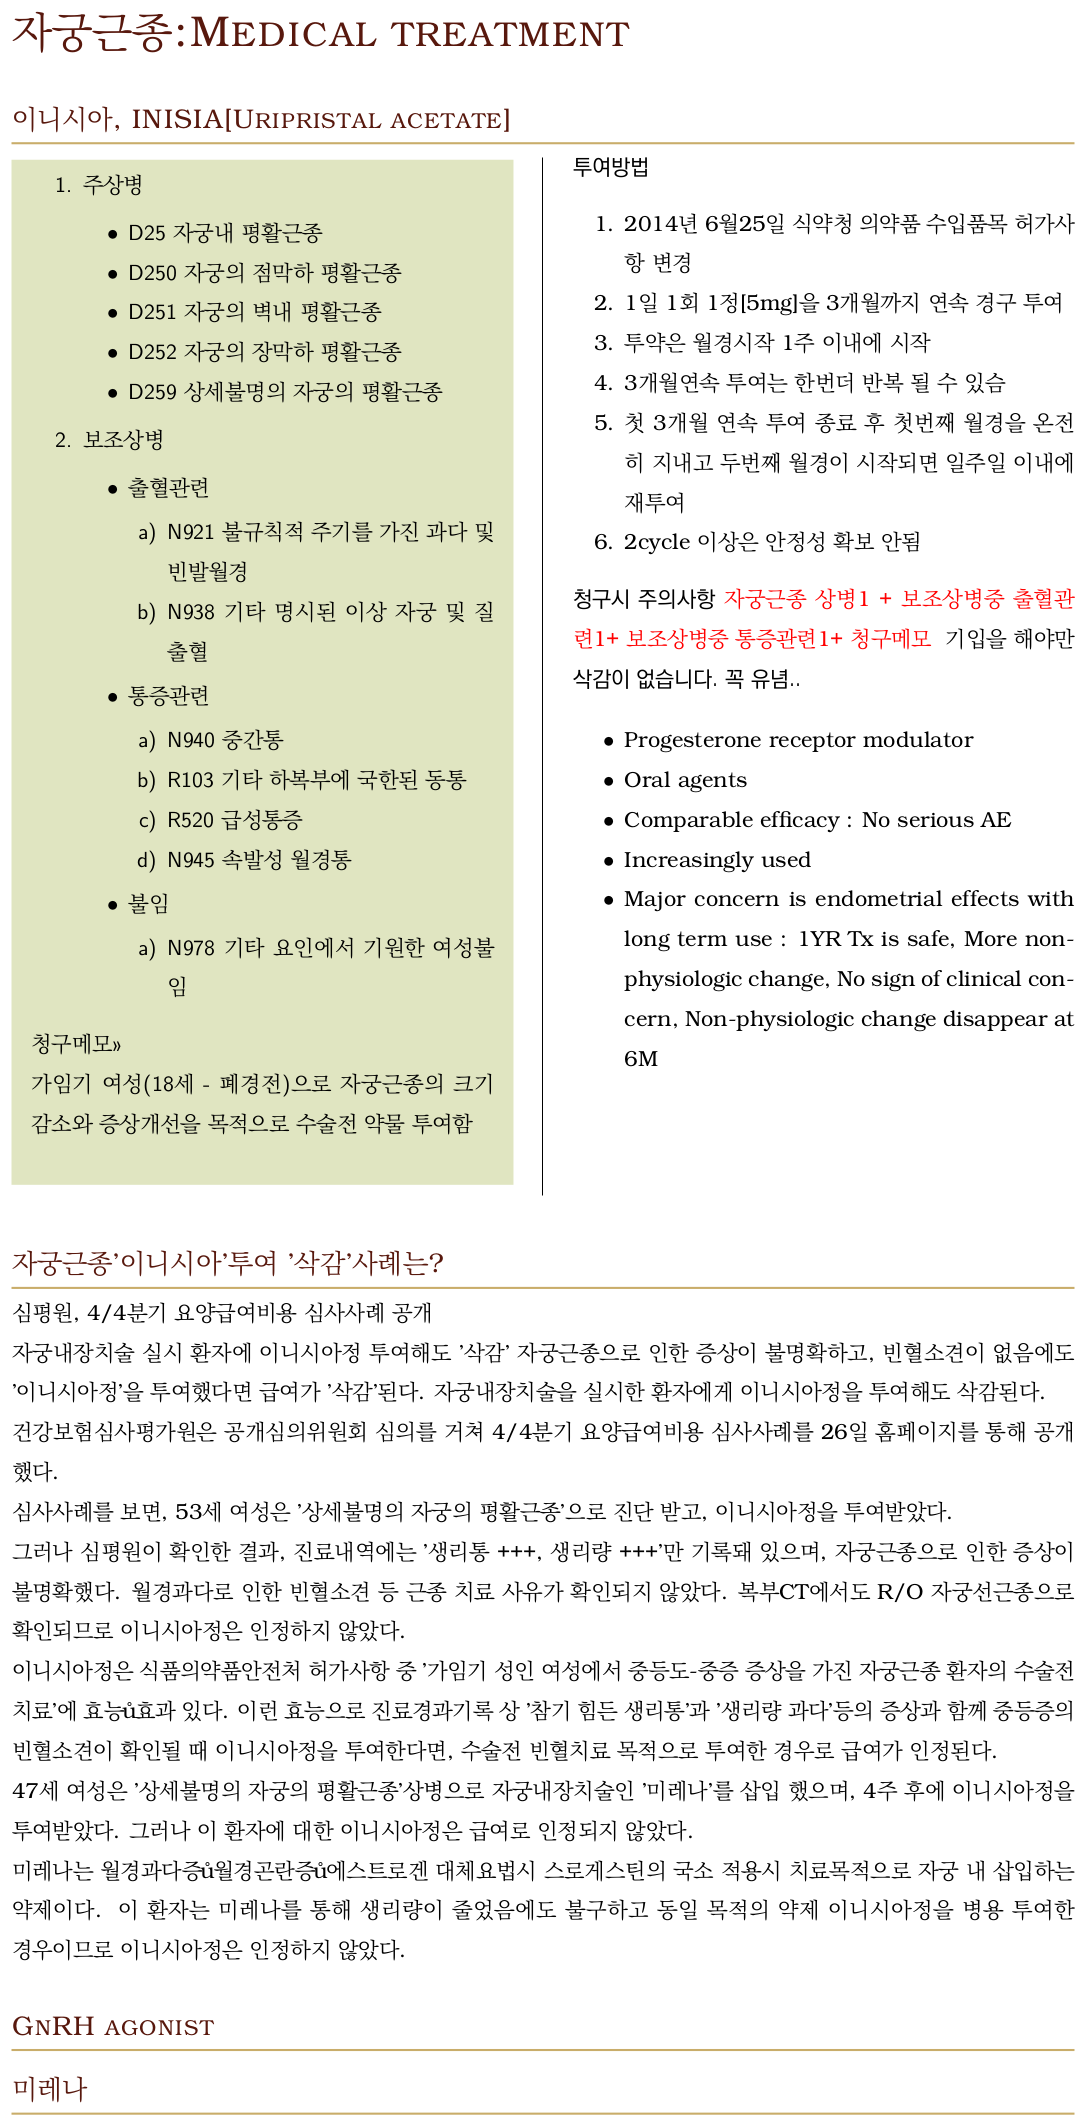 자궁근종:MEDICAL TREATMENT
이니시아, INISIA[URIPRISTAL ACETATE]
1. 주상병
• D25 자궁내 평활근종
• D250 자궁의 점막하 평활근종
• D251 자궁의 벽내 평활근종
• D252 자궁의 장막하 평활근종
• D259 상세불명의 자궁의 평활근종
2. 보조상병
• 출혈관련
a) N921 불규칙적 주기를 가진 과다 및
빈발월경
b) N938 기타 명시된 이상 자궁 및 질
출혈
• 통증관련
a) N940 중간통
b) R103 기타 하복부에 국한된 동통
c) R520 급성통증
d) N945 속발성 월경통
• 불임
a) N978 기타 요인에서 기원한 여성불
임
청구메모»
가임기 여성(18세 - 폐경전)으로 자궁근종의 크기
감소와 증상개선을 목적으로 수술전 약물 투여함
투여방법
1. 2014년 6월25일 식약청 의약품 수입품목 허가사
항 변경
2. 1일 1회 1정[5mg]을 3개월까지 연속 경구 투여
3. 투약은 월경시작 1주 이내에 시작
4. 3개월연속 투여는 한번더 반복 될 수 있슴
5. 첫 3개월 연속 투여 종료 후 첫번째 월경을 온전
히 지내고 두번째 월경이 시작되면 일주일 이내에
재투여
6. 2cycle 이상은 안정성 확보 안됨
청구시 주의사항 자궁근종 상병1 + 보조상병중 출혈관
련1+ 보조상병중 통증관련1+ 청구메모 기입을 해야만
삭감이 없습니다. 꼭 유념..
• Progesterone receptor modulator
• Oral agents
• Comparable efficacy : No serious AE
• Increasingly used
• Major concern is endometrial effects with
long term use : 1YR Tx is safe, More non-
physiologic change, No sign of clinical con-
cern, Non-physiologic change disappear at
6M
자궁근종’이니시아’투여 ’삭감’사례는?
심평원, 4/4분기 요양급여비용 심사사례 공개
자궁내장치술 실시 환자에 이니시아정 투여해도 ’삭감’ 자궁근종으로 인한 증상이 불명확하고, 빈혈소견이 없음에도
’이니시아정’을 투여했다면 급여가 ’삭감’된다. 자궁내장치술을 실시한 환자에게 이니시아정을 투여해도 삭감된다.
건강보험심사평가원은 공개심의위원회 심의를 거쳐 4/4분기 요양급여비용 심사사례를 26일 홈페이지를 통해 공개
했다.
심사사례를 보면, 53세 여성은 ’상세불명의 자궁의 평활근종’으로 진단 받고, 이니시아정을 투여받았다.
그러나 심평원이 확인한 결과, 진료내역에는 ’생리통 +++, 생리량 +++’만 기록돼 있으며, 자궁근종으로 인한 증상이
불명확했다. 월경과다로 인한 빈혈소견 등 근종 치료 사유가 확인되지 않았다. 복부CT에서도 R/O 자궁선근종으로
확인되므로 이니시아정은 인정하지 않았다.
이니시아정은 식품의약품안전처 허가사항 중 ’가임기 성인 여성에서 중등도-중증 증상을 가진 자궁근종 환자의 수술전
치료’에 효능ů효과 있다. 이런 효능으로 진료경과기록 상 ’참기 힘든 생리통’과 ’생리량 과다’등의 증상과 함께 중등증의
빈혈소견이 확인될 때 이니시아정을 투여한다면, 수술전 빈혈치료 목적으로 투여한 경우로 급여가 인정된다.
47세 여성은 ’상세불명의 자궁의 평활근종’상병으로 자궁내장치술인 ’미레나’를 삽입 했으며, 4주 후에 이니시아정을
투여받았다. 그러나 이 환자에 대한 이니시아정은 급여로 인정되지 않았다.
미레나는 월경과다증ů월경곤란증ů에스트로겐 대체요법시 스로게스틴의 국소 적용시 치료목적으로 자궁 내 삽입하는
약제이다. 이 환자는 미레나를 통해 생리량이 줄었음에도 불구하고 동일 목적의 약제 이니시아정을 병용 투여한
경우이므로 이니시아정은 인정하지 않았다.
GNRH AGONIST
미레나